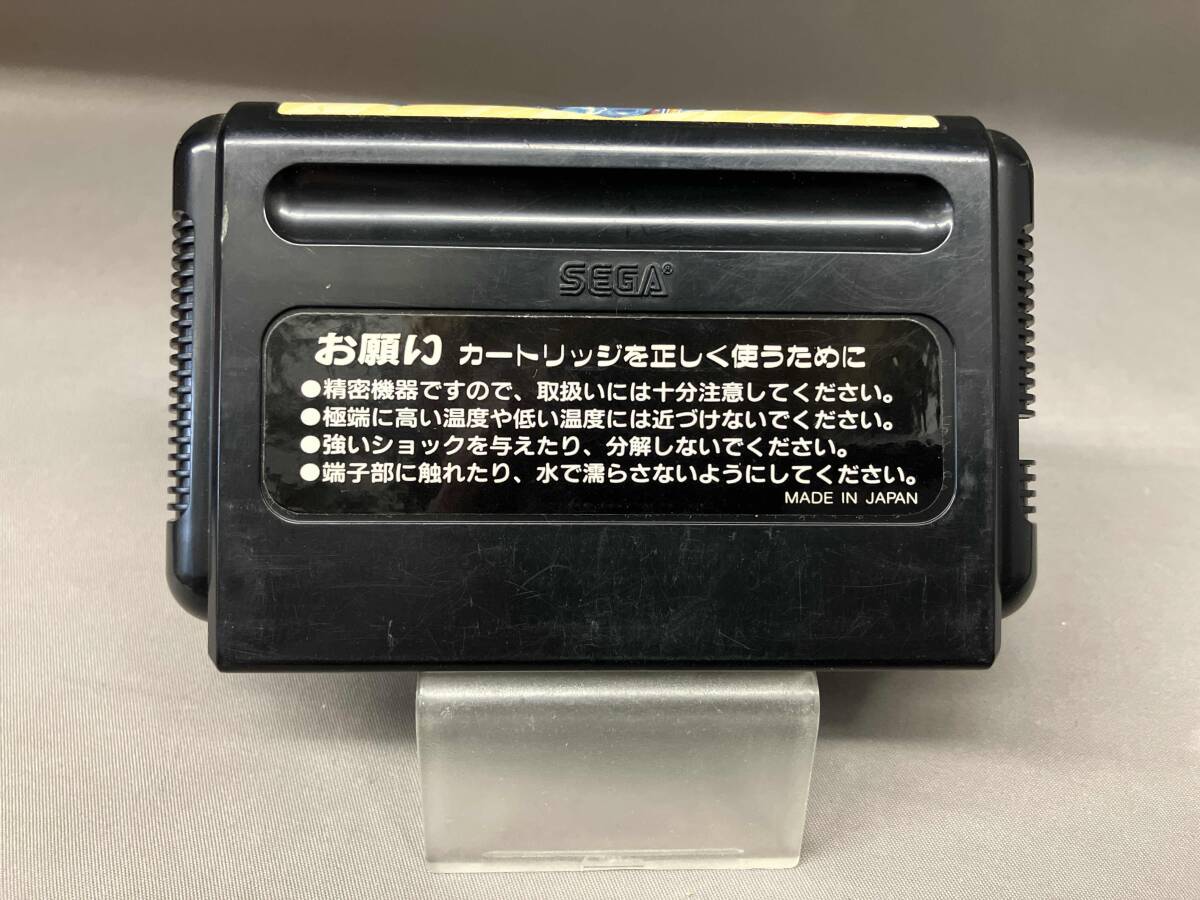 SEGA®
お願い カートリッジを正しく使うために
●精密機器ですので、取扱いには十分注意してください。
●極端に高い温度や低い温度には近づけないでください。
●強いショックを与えたり、分解しないでください。
●端子部に触れたり、水で濡らさないようにしてください。
MADE IN JAPAN